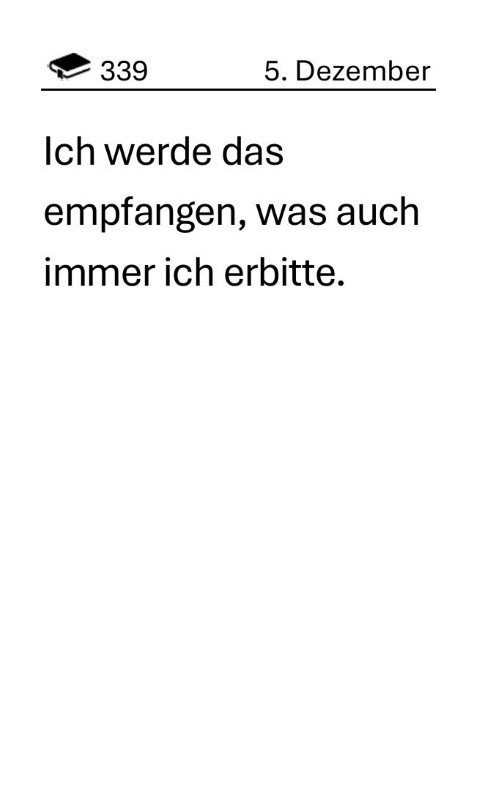 339 5. Dezember
Ich werde das
empfangen, was auch
immer ich erbitte.